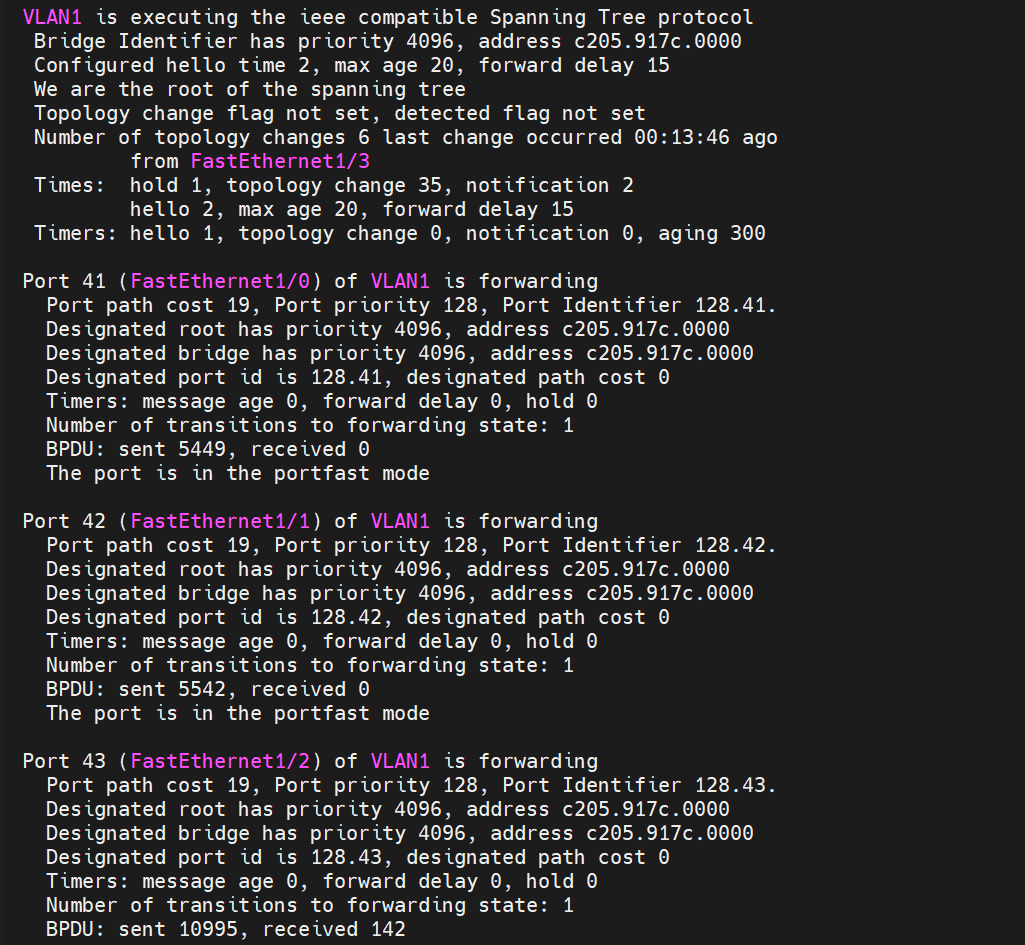 VLAN1 is executing the ieee compatible Spanning Tree protocol
Bridge Identifier has priority 4096, address c205.917c.0000
Configured hello time 2, max age 20, forward delay 15
We are the root of the spanning tree
Topology change flag not set, detected flag not set
Number of topology changes 6 last change occurred 00:13:46 ago
from FastEthernet1/3
Times: hold 1, topology change 35, notification 2
hello 2, max age 20, forward delay 15
Timers: hello 1, topology change 0, notification 0, aging 300
Port 41 (FastEthernet1/0) of VLAN1 is forwarding
Port path cost 19, Port priority 128, Port Identifier 128.41.
Designated root has priority 4096, address c205.917c.0000
Designated bridge has priority 4096, address c205.917c.0000
Designated port id is 128.41, designated path cost 0
Timers: message age 0, forward delay 0, hold 0
Number of transitions to forwarding state: 1
BPDU: sent 5449, received 0
The port is in the portfast mode
Port 42 (FastEthernet1/1) of VLAN1 is forwarding
Port path cost 19, Port priority 128, Port Identifier 128.42.
Designated root has priority 4096, address c205.917c.0000
Designated bridge has priority 4096, address c205.917c.0000
Designated port id is 128.42, designated path cost 0
Timers: message age 0, forward delay 0, hold 0
Number of transitions to forwarding state: 1
BPDU: sent 5542, received 0
The port is in the portfast mode
Port 43 (FastEthernet1/2) of VLAN1 is forwarding
Port path cost 19, Port priority 128, Port Identifier 128.43.
Designated root has priority 4096, address c205.917c.0000
Designated bridge has priority 4096, address c205.917c.0000
Designated port id is 128.43, designated path cost 0
Timers: message age 0, forward delay 0, hold 0
Number of transitions to forwarding state: 1
BPDU: sent 10995, received 142